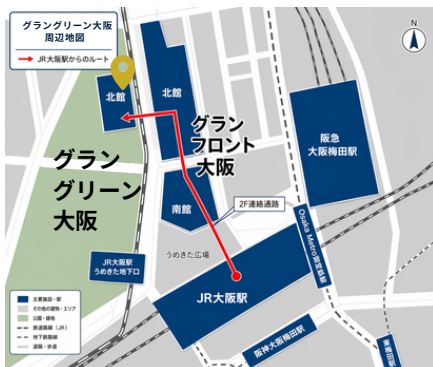 グラングリーン大阪
周辺地図
JR大阪駅からのルート
N
北館
北館
グラン
フロント
大阪
阪急
大阪梅田駅
グラン
グリーン
大阪
南館
2F連絡通路
うめきた広場
Osaka Metro御堂筋線
JR大阪駅
うめきた地下口
JR大阪駅
阪神大阪梅田駅
主要施設・駅
その他の建物・エリア
公園・緑地
鉄道路線（JR）
地下鉄路線
道路・歩道